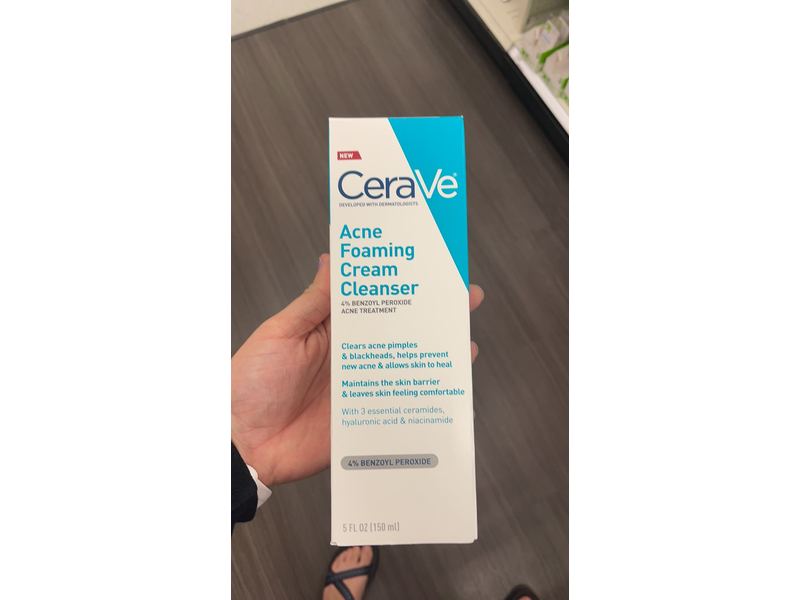 NEW
CeraVe®
DEVELOPED WITH DERMATOLOGISTS
Acne
Foaming
Cream
Cleanser
4% BENZOYL PEROXIDE
ACNE TREATMENT
Clears acne pimples
& blackheads, helps prevent
new acne & allows skin to heal
Maintains the skin barrier
& leaves skin feeling comfortable
With 3 essential ceramides,
hyaluronic acid & niacinamide
4% BENZOYL PEROXIDE
5 FL OZ (150 ml)